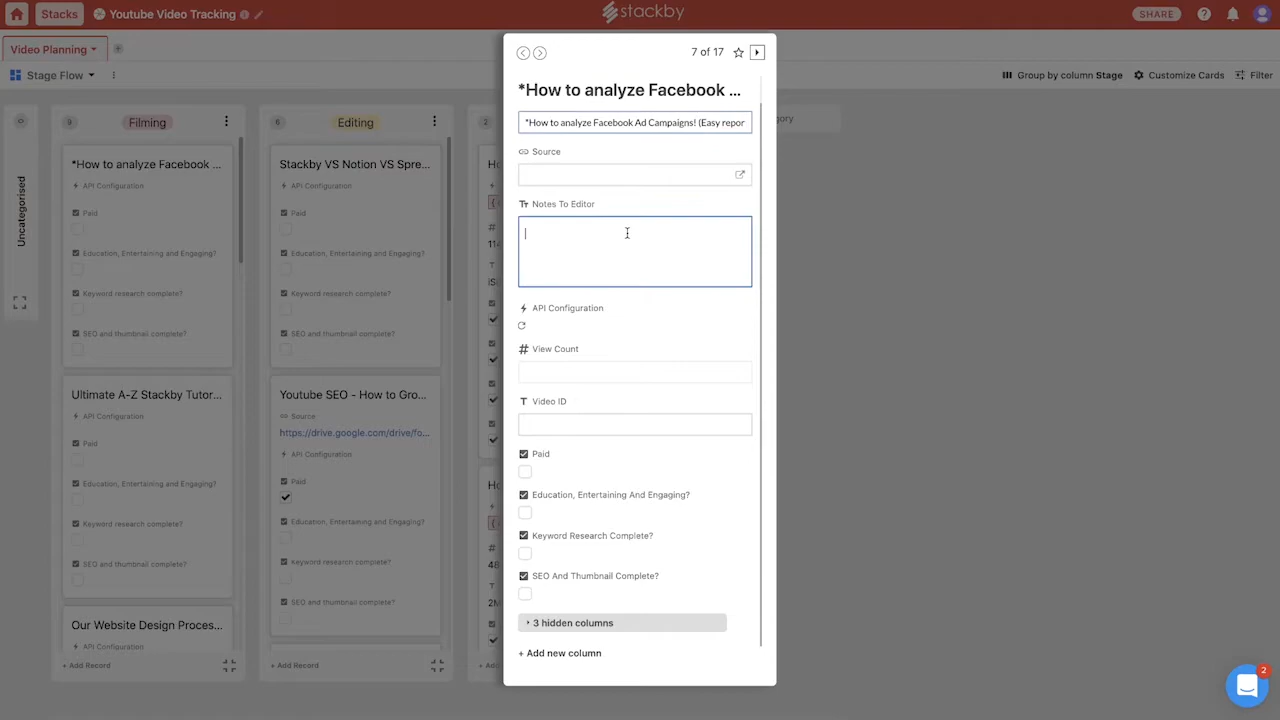 Stacks
Youtube Video Tracking
stackby
SHARE
Video Planning
Stage Flow
Group by column Stage
Customize Cards
Filter
Uncategorised
9
Filming
*How to analyze Facebook ...
API Configuration
Paid
Education, Entertaining and Engaging?
Keyword research complete?
SEO and thumbnail complete?
Ultimate A-Z Stackby Tutor...
API Configuration
Paid
Education, Entertaining and Engaging?
Keyword research complete?
SEO and thumbnail complete?
Our Website Design Proces...
API Configuration
+ Add Record
6
Editing
Stackby VS Notion VS Spre...
API Configuration
Paid
Education, Entertaining and Engaging?
Keyword research complete?
SEO and thumbnail complete?
Youtube SEO - How to Gro...
Source
https://drive.google.com/drive/fo...
API Configuration
Paid
Education, Entertaining and Engaging?
Keyword research complete?
SEO and thumbnail complete?
+ Add Record
2
+ Add
7 of 17
*How to analyze Facebook ...
*How to analyze Facebook Ad Campaigns! (Easy repor
Source
Notes To Editor
API Configuration
View Count
Video ID
Paid
Education, Entertaining And Engaging?
Keyword Research Complete?
SEO And Thumbnail Complete?
3 hidden columns
+ Add new column
2